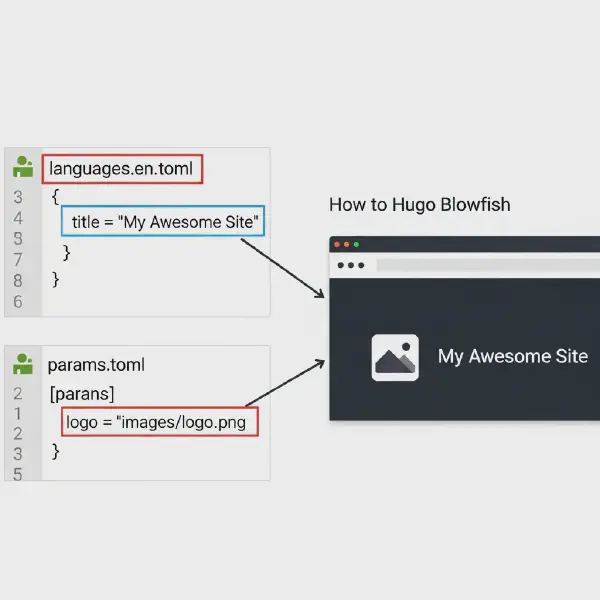 languages.en.toml
3 {
4 title = "My Awesome Site"
5
7 }
8 }
6
params.toml
2 [parans]
1 logo = "images/logo.png
2
3 }
5
How to Hugo Blowfish
My Awesome Site